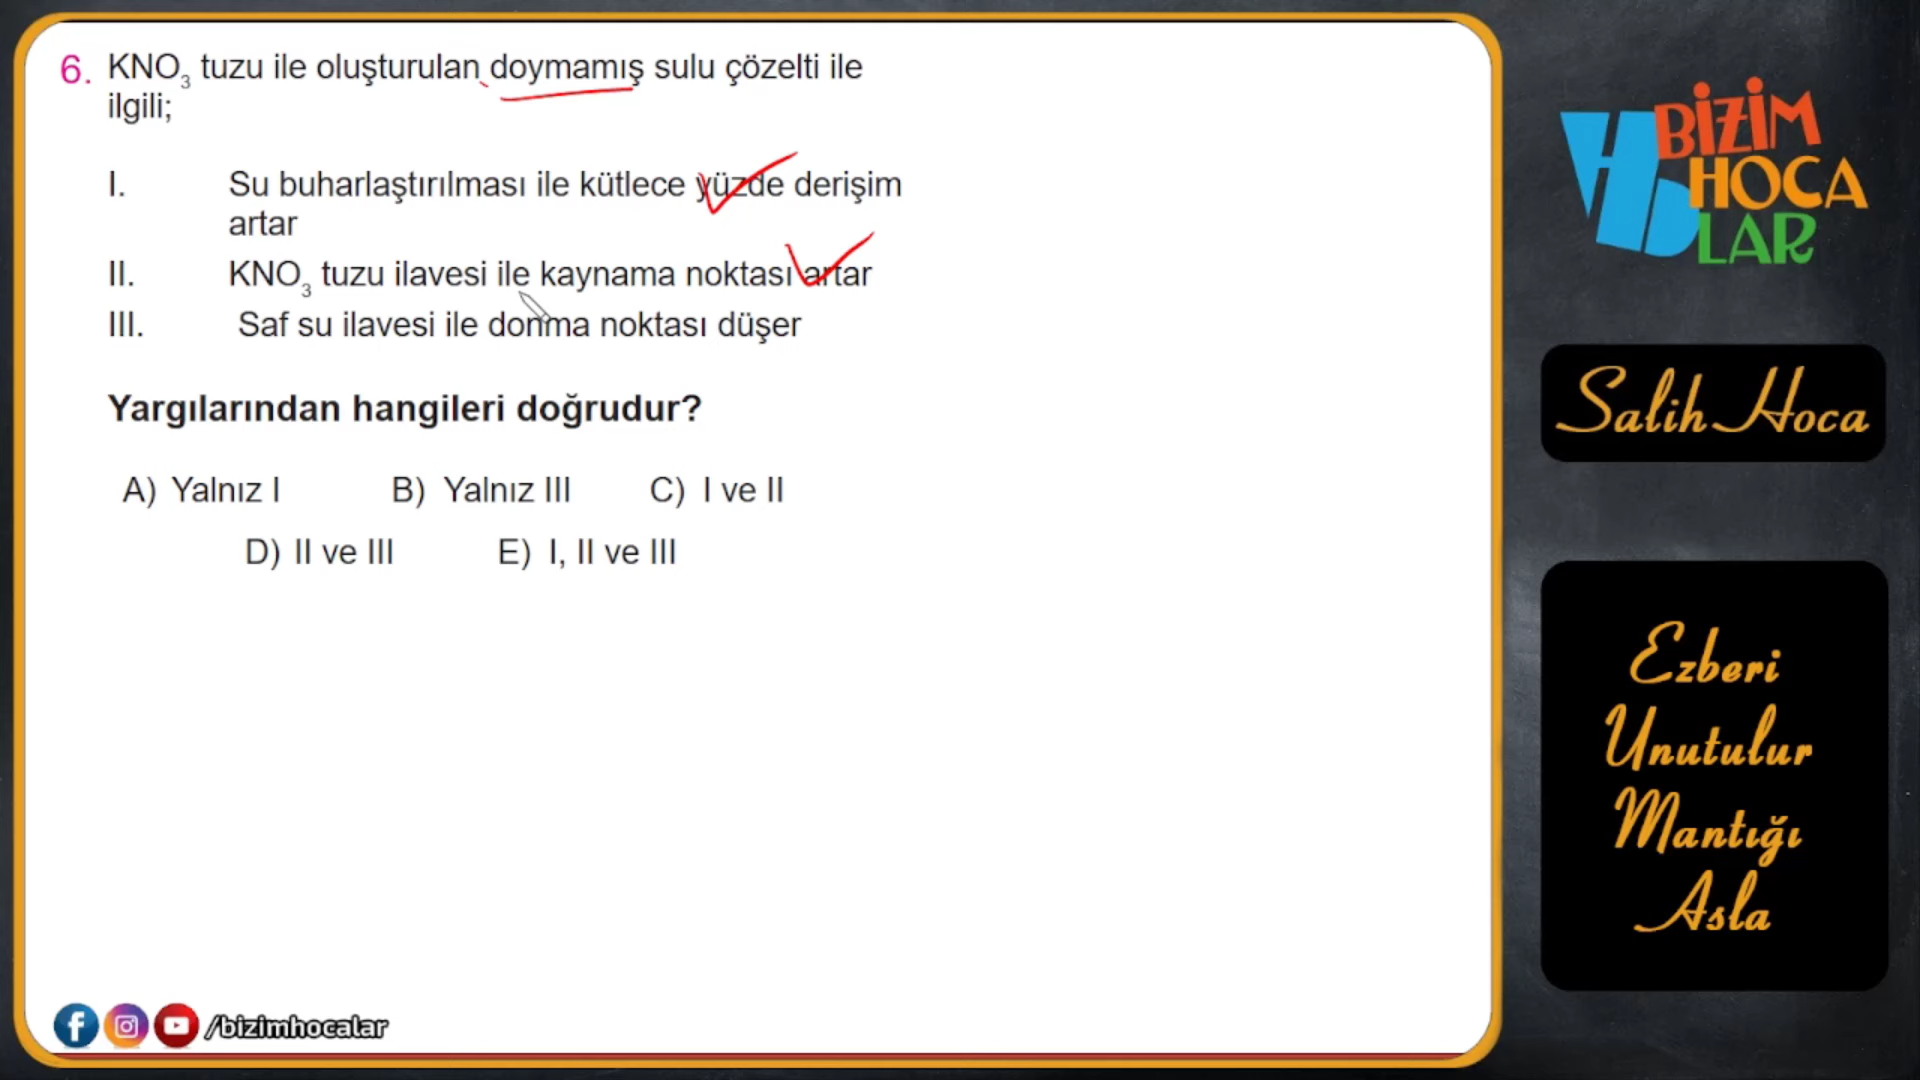 6. KNO3 tuzu ile oluşturulan doymamış sulu çözelti ile
ilgili;
I. Su buharlaştırılması ile kütlece yüzde derişim
artar
II. KNO3 tuzu ilavesi ile kaynama noktası artar
III. Saf su ilavesi ile donma noktası düşer
Yargılarından hangileri doğrudur?
A) Yalnız I B) Yalnız III C) I ve II
D) II ve III E) I, II ve III
/bizimhocalar
BİZİM
HOCA
LAR
Salih Hoca
Ezberi
Unutulur
Mantığı
Asla